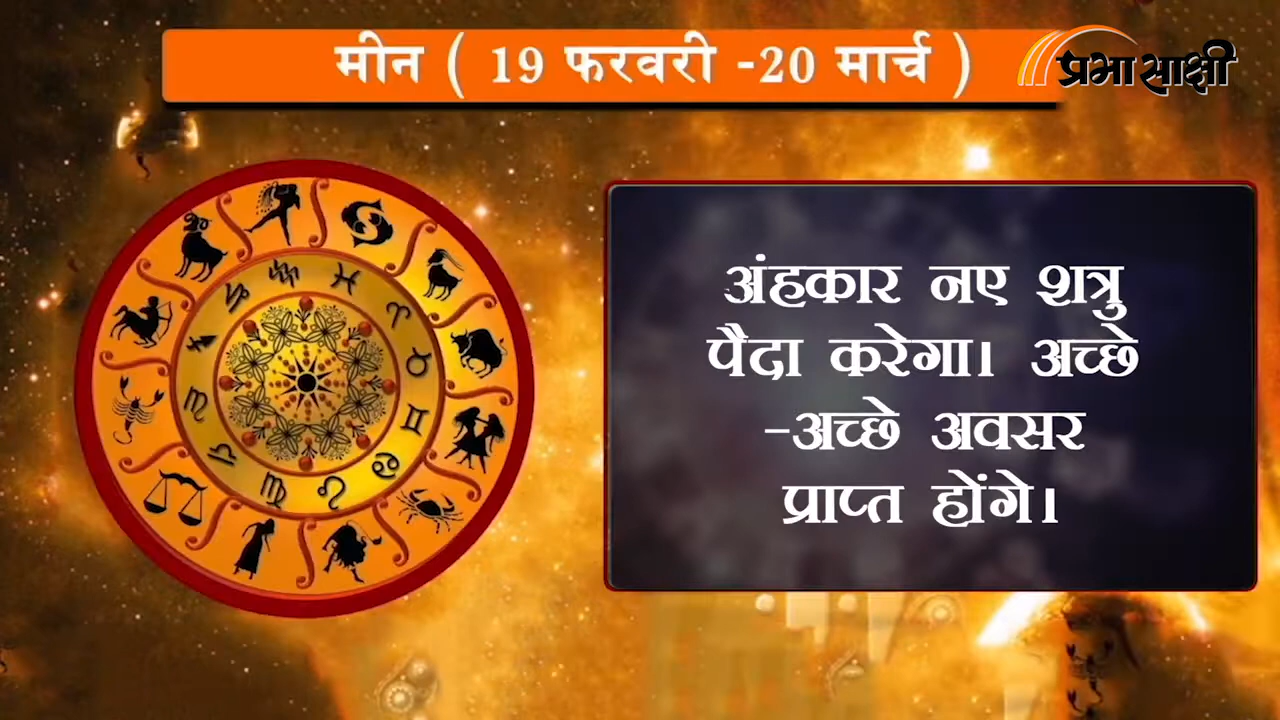 मीन ( 19 फरवरी -20 मार्च )
प्रभासाक्षी
अंहकार नए शत्रु
पैदा करेगा। अच्छे
-अच्छे अवसर
प्राप्त होंगे।